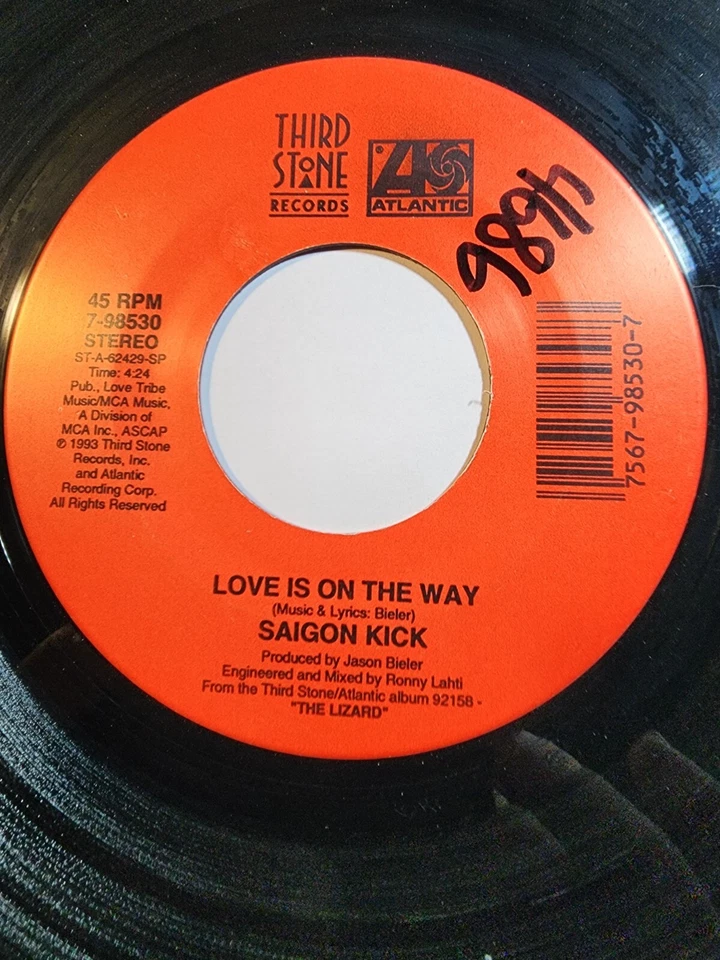 THIRD
STONE
RECORDS
ATLANTIC
45 RPM
7-98530
STEREO
ST-A-62429-SP
Time: 4:24
Pub., Love Tribe
Music/MCA Music,
A Division of
MCA Inc., ASCAP
℗ 1993 Third Stone
Records, Inc.
and Atlantic
Recording Corp.
All Rights Reserved
7567-98530-7
LOVE IS ON THE WAY
(Music & Lyrics: Bieler)
SAIGON KICK
Produced by Jason Bieler
Engineered and Mixed by Ronny Lahti
From the Third Stone/Atlantic album 92158 -
"THE LIZARD"